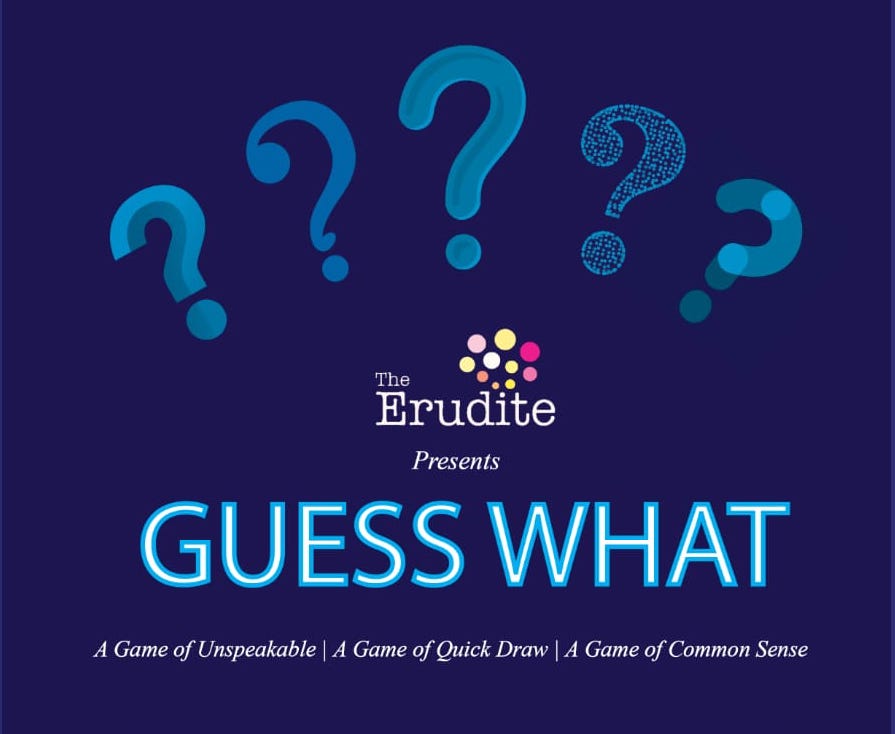 The
Erudite
Presents
GUESS WHAT
A Game of Unspeakable | A Game of Quick Draw | A Game of Common Sense